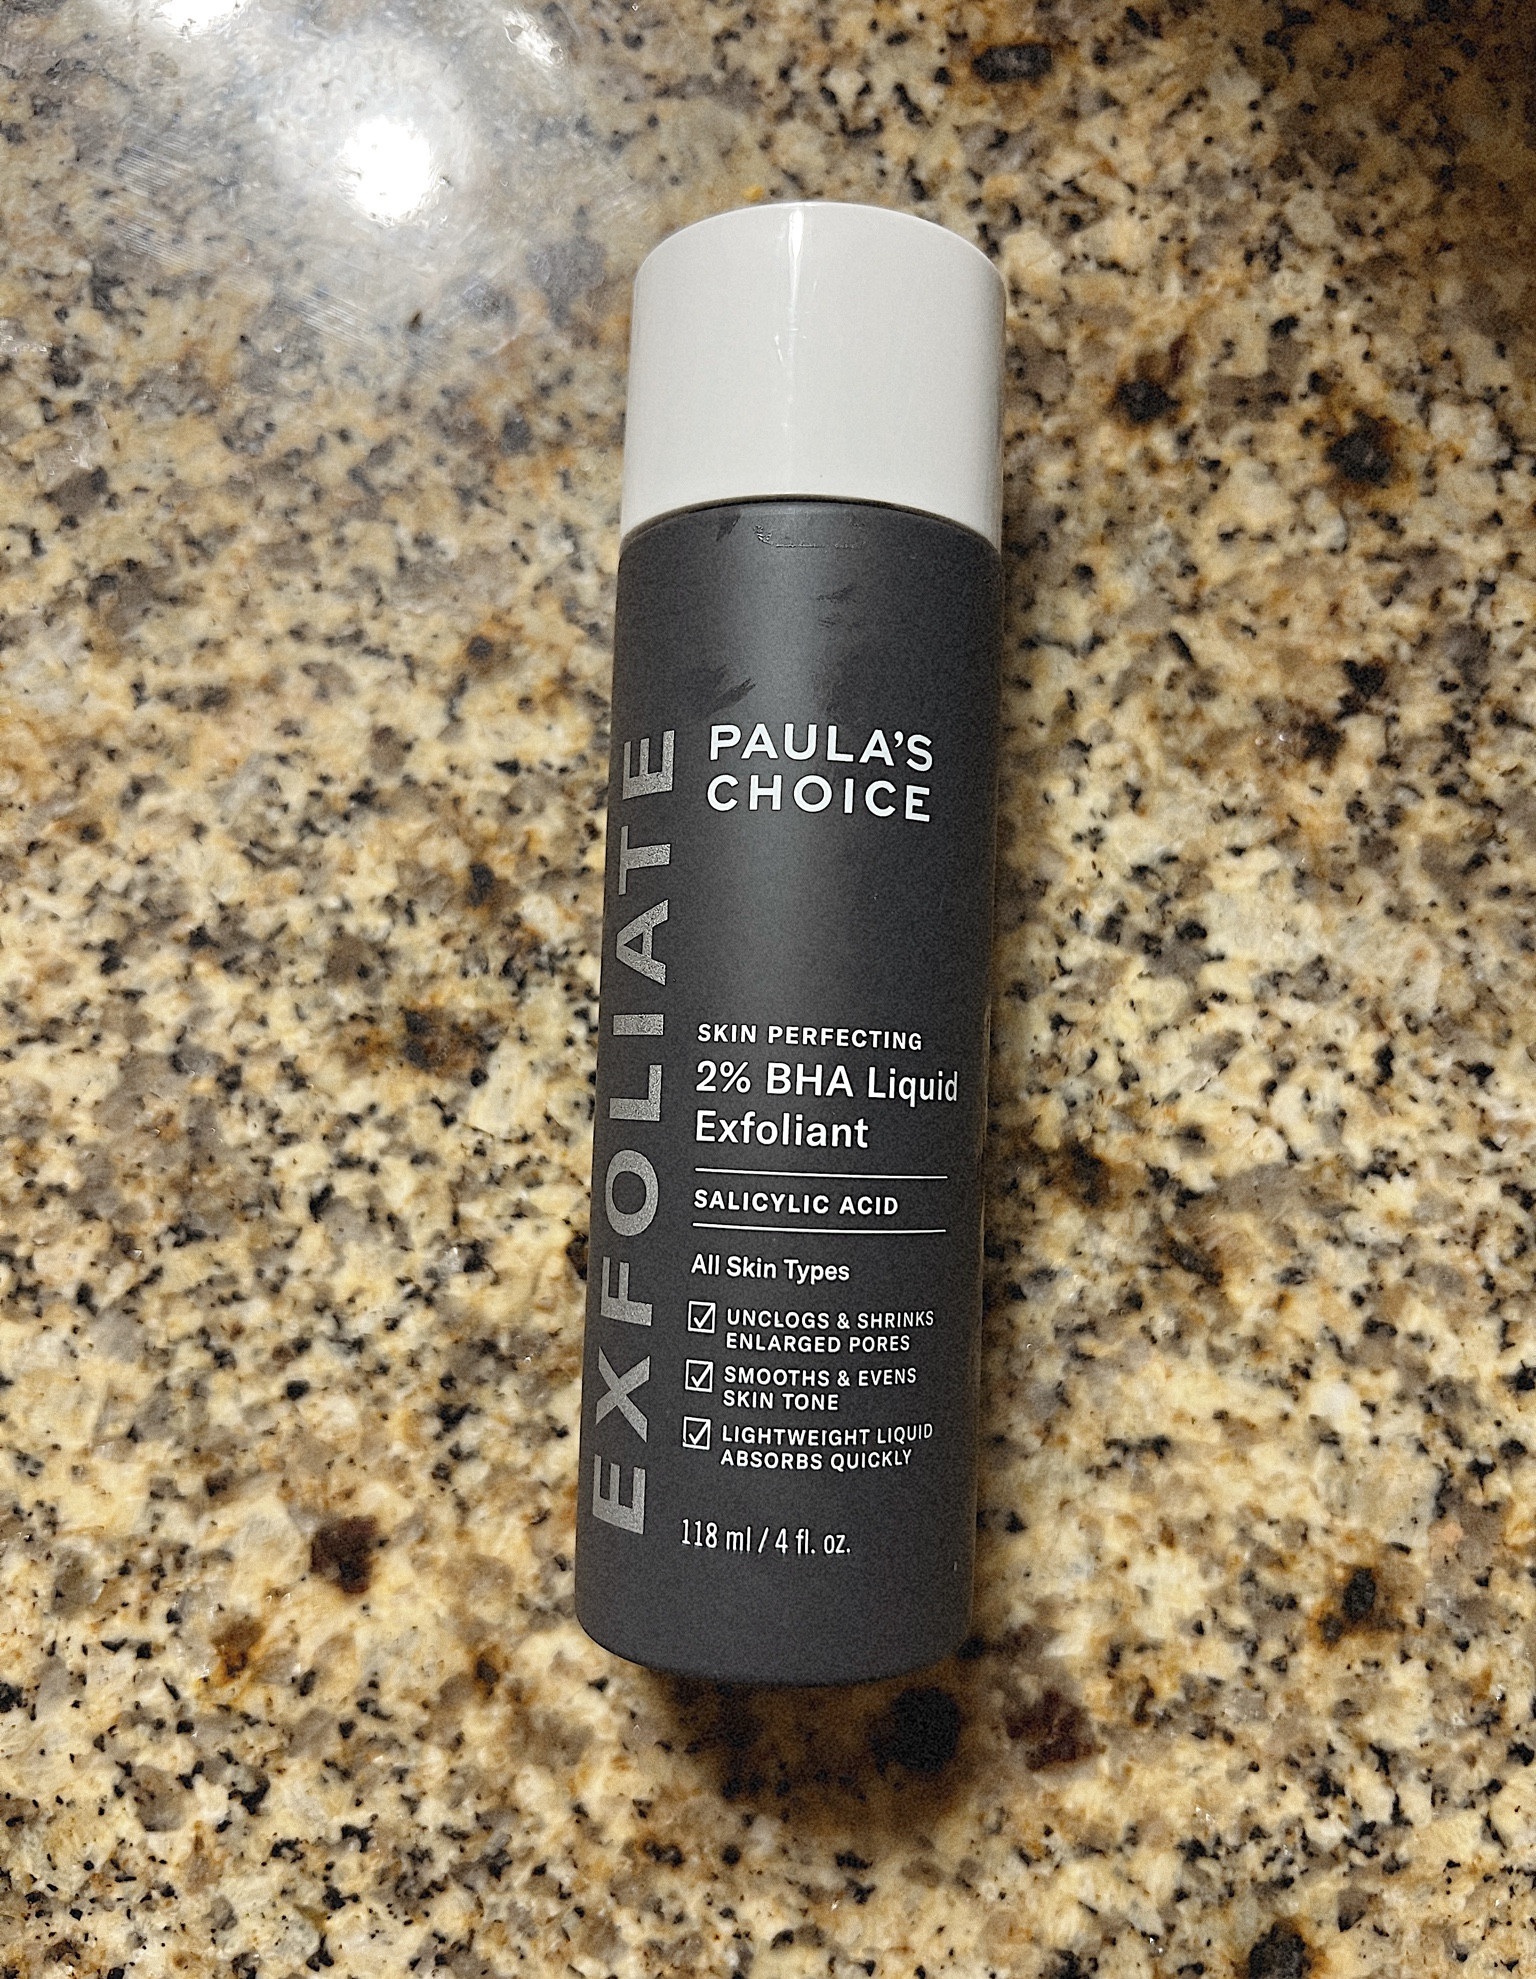 PAULA'S
CHOICE
EXFOLIATE
SKIN PERFECTING
2% BHA Liquid
Exfoliant
SALICYLIC ACID
All Skin Types
UNCLOGS & SHRINKS
ENLARGED PORES
SMOOTHS & EVENS
SKIN TONE
LIGHTWEIGHT LIQUID
ABSORBS QUICKLY
118 ml / 4 fl. oz.